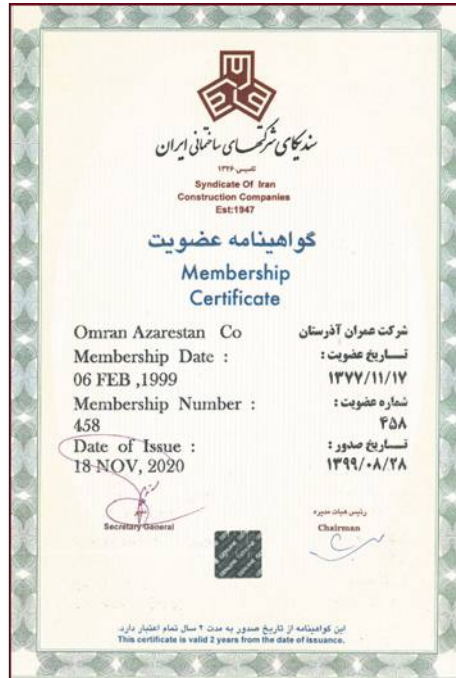 سندیکای شرکتهای ساختمانی ایران
تاسیس-۱۳۲۶
Syndicate Of Iran
Construction Companies
Est:1947
گواهینامه عضویت
Membership
Certificate
Omran Azarestan Co
شرکت عمران آذرستان
Membership Date :
تـــاریخ عضویت :
06 FEB ,1999
۱۳۷۷/۱۱/۱۷
Membership Number :
شماره عضویت :
458
۴۵۸
Date of Issue :
تـــاریخ صدور :
18 NOV, 2020
۱۳۹۹/۰۸/۲۸
دبیر
رئیس هیات مدیره
Secretary General
Chairman
این گواهینامه از تاریخ صدور به مدت ۲ سال تمام اعتبار دارد.
This certificate is valid 2 years from the date of issuance.